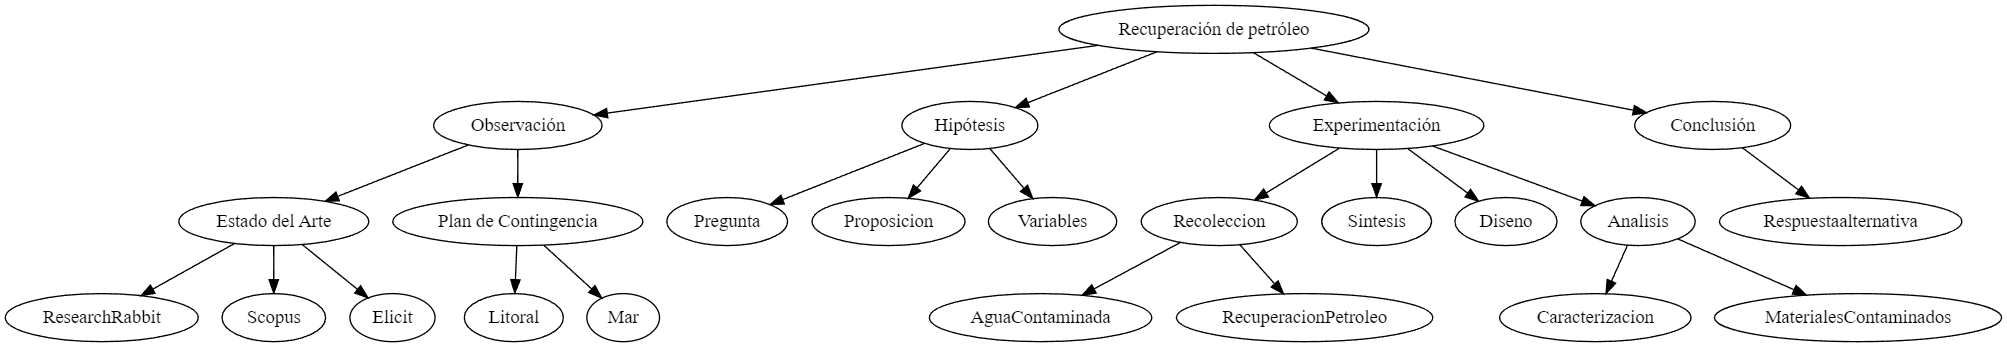 Recuperación de petróleo
Observación
Hipótesis
Experimentación
Conclusión
Estado del Arte
Plan de Contingencia
Pregunta
Proposicion
Variables
Recoleccion
Sintesis
Diseno
Analisis
Respuestaalternativa
ResearchRabbit
Scopus
Elicit
Litoral
Mar
AguaContaminada
RecuperacionPetroleo
Caracterizacion
MaterialesContaminados